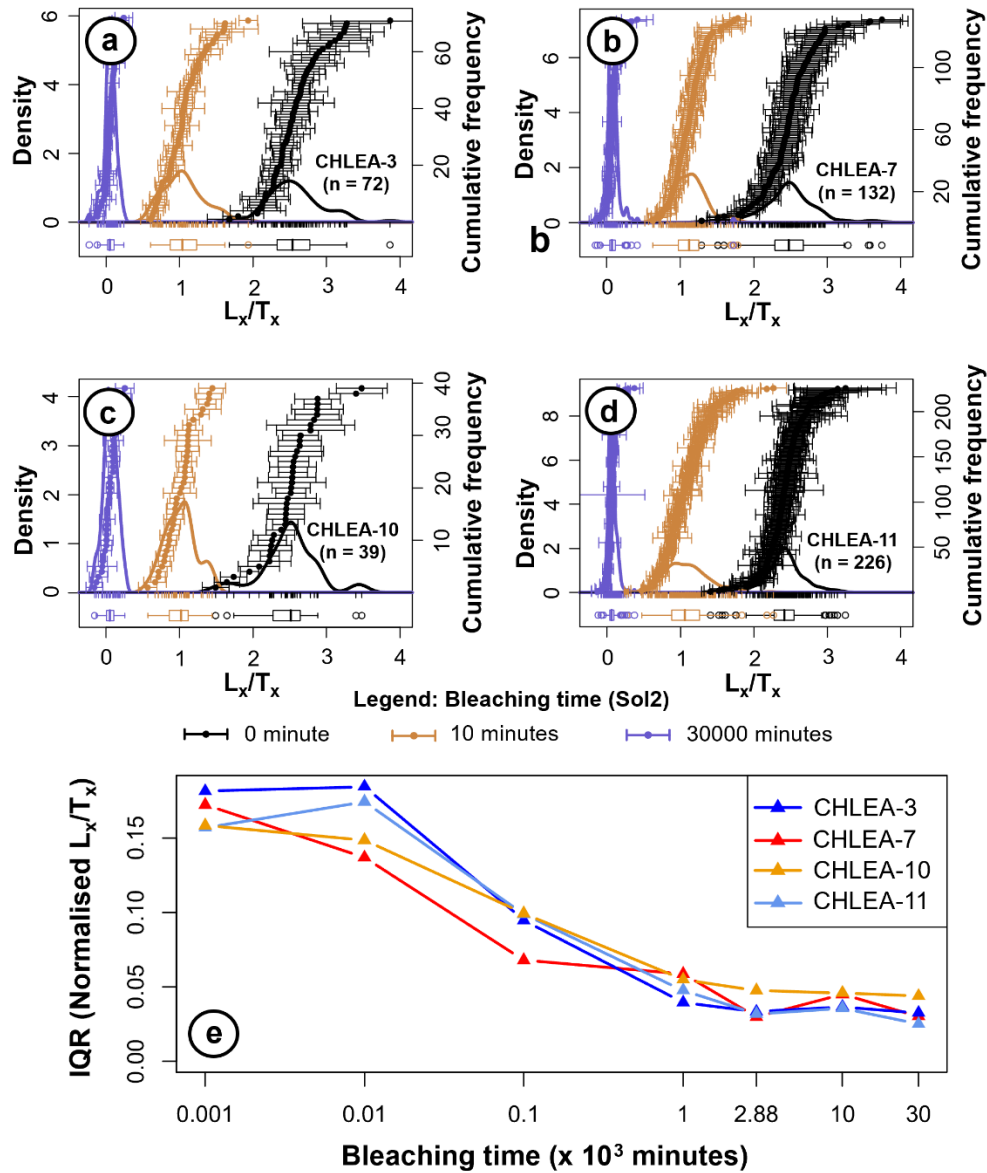 a
Density
0 2 4 6
Cumulative frequency
20 40 60
CHLEA-3
(n = 72)
0 1 2 3 4
Lx/Tx
b
Density
0 2 4 6
Cumulative frequency
20 60 100
CHLEA-7
(n = 132)
b
0 1 2 3 4
Lx/Tx
c
Density
0 1 2 3 4
Cumulative frequency
10 20 30 40
CHLEA-10
(n = 39)
0 1 2 3 4
Lx/Tx
d
Density
0 2 4 6 8
Cumulative frequency
50 100 150 200
CHLEA-11
(n = 226)
0 1 2 3 4
Lx/Tx
Legend: Bleaching time (Sol2)
0 minute 10 minutes 30000 minutes
IQR (Normalised Lx/Tx)
0.00 0.05 0.10 0.15
CHLEA-3
CHLEA-7
CHLEA-10
CHLEA-11
e
0.001 0.01 0.1 1 2.88 10 30
Bleaching time (x 10³ minutes)